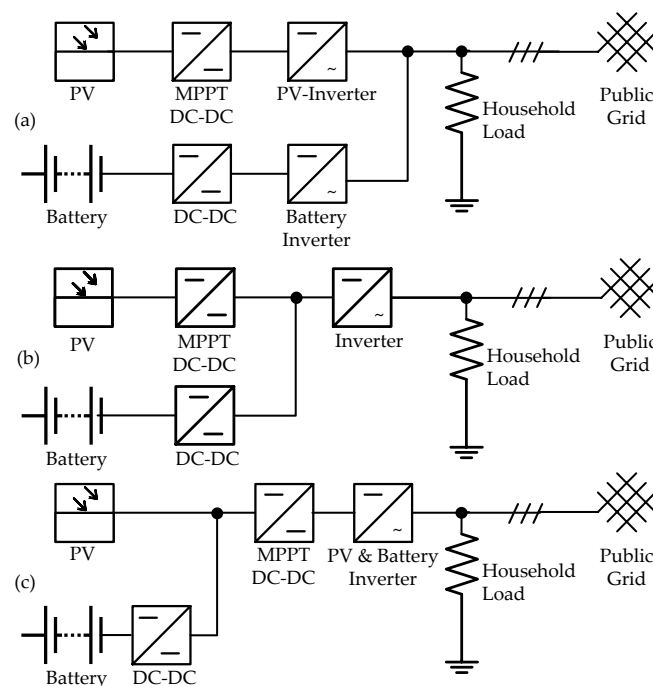 PV
MPPT
DC-DC
PV-Inverter
~
Household
Load
Public
Grid
(a)
Battery
DC-DC
Battery
Inverter
~
PV
MPPT
DC-DC
Inverter
~
Household
Load
Public
Grid
(b)
Battery
DC-DC
PV
MPPT
DC-DC
PV & Battery
Inverter
~
Household
Load
Public
Grid
(c)
Battery
DC-DC